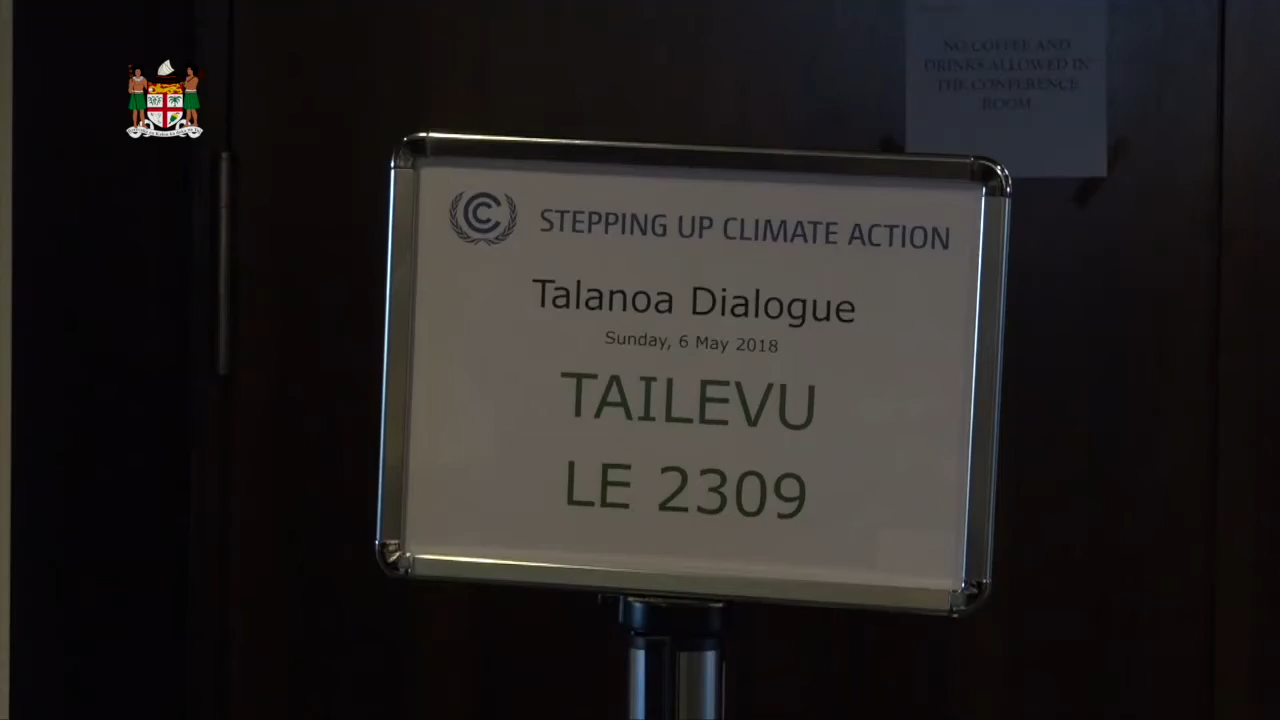 NO COFFEE AND
DRINKS ALLOWED IN
THE CONFERENCE
ROOM
STEPPING UP CLIMATE ACTION
Talanoa Dialogue
Sunday, 6 May 2018
TAILEVU
LE 2309